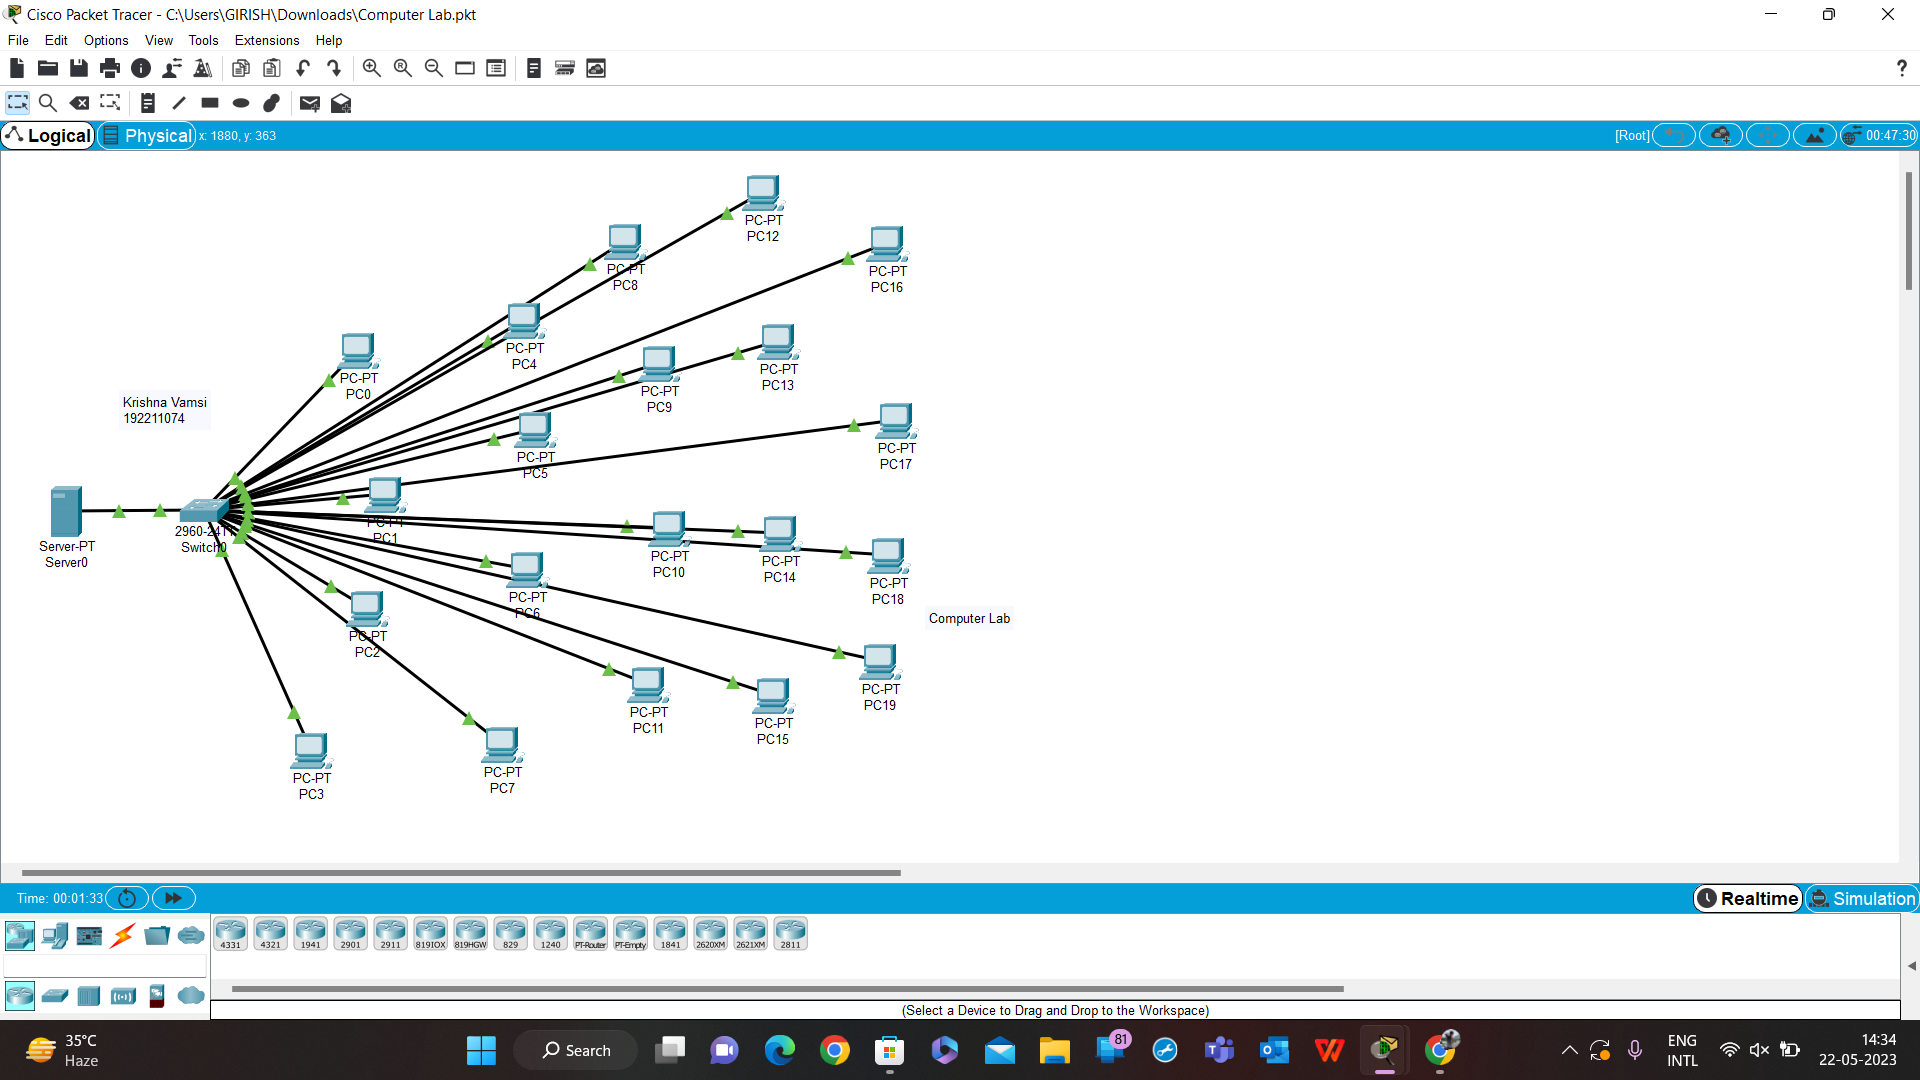 Cisco Packet Tracer - C:\Users\GIRISH\Downloads\Computer Lab.pkt
File Edit Options View Tools Extensions Help
?
Logical Physical x: 1880, y: 363 [Root] 00:47:30
PC-PT
PC12
PC-PT
PC8
PC-PT
PC16
PC-PT
PC4
PC-PT
PC13
PC-PT
PC0
PC-PT
PC9
Krishna Vamsi
192211074
PC-PT
PC17
PC-PT
PC5
PC-PT
PC1
2960-24TT
Switch0
Server-PT
Server0
PC-PT
PC10
PC-PT
PC14
PC-PT
PC18
PC-PT
PC6
Computer Lab
PC-PT
PC2
PC-PT
PC19
PC-PT
PC11
PC-PT
PC15
PC-PT
PC3
PC-PT
PC7
Time: 00:01:33 Realtime Simulation
4331 4321 1941 2901 2911 819IOX 819HGW 829 1240 PT-Router PT-Empty 1841 2620XM 2621XM 2811
(Select a Device to Drag and Drop to the Workspace)
35°C
Haze
Search
81
ENG
INTL
14:34
22-05-2023